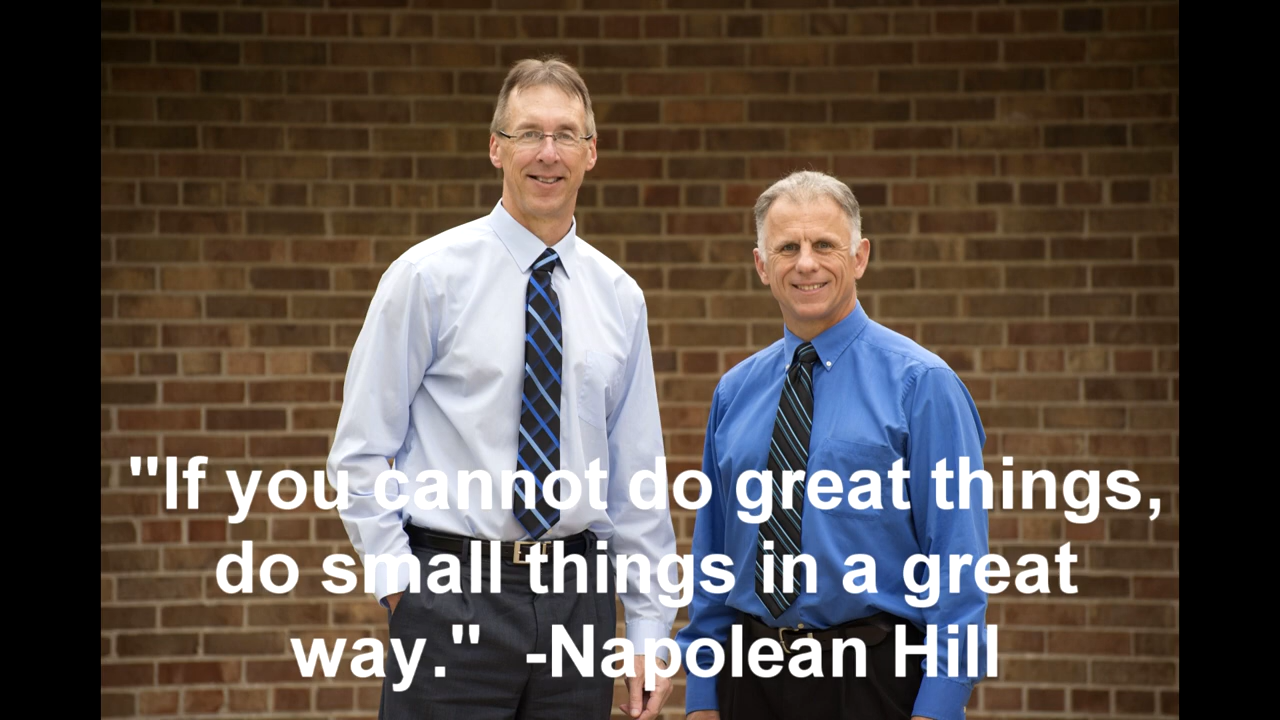 "If you cannot do great things,
do small things in a great
way."  -Napolean Hill